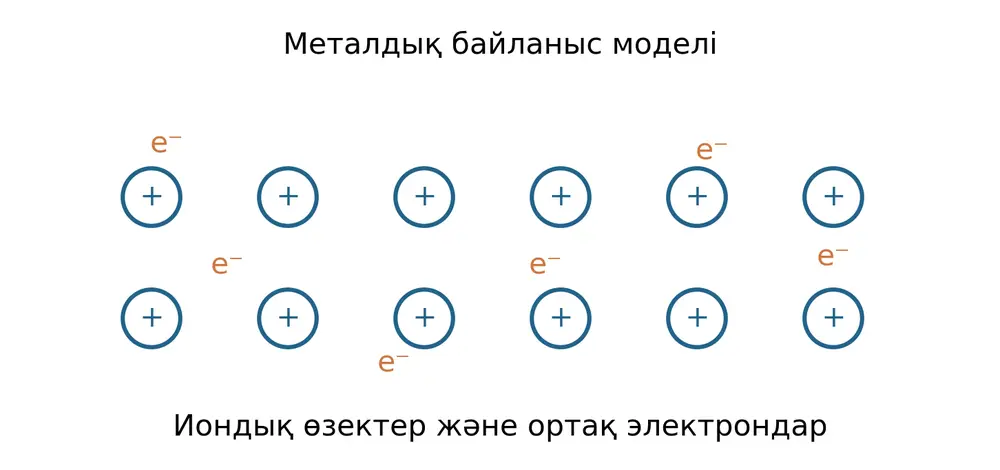 Металдық байланыс моделі
e⁻ e⁻
+ + + + + +
e⁻ e⁻ e⁻
+ + + + + +
e⁻
Иондық өзектер және ортақ электрондар